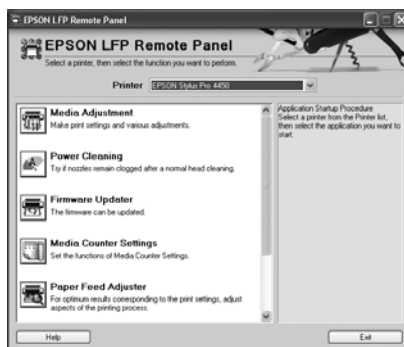 EPSON LFP Remote Panel
EPSON LFP Remote Panel
Select a printer, then select the function you want to perform.
Printer
EPSON Stylus Pro 4450
Media Adjustment
Make print settings and various adjustments.
Power Cleaning
Try if nozzles remain clogged after a normal head cleaning.
Firmware Updater
The firmware can be updated.
Media Counter Settings
Set the functions of Media Counter Settings.
Paper Feed Adjuster
For optimum results corresponding to the print settings, adjust
aspects of the printing process.
Application Startup Procedure
Select a printer from the Printer list,
then select the application you want to
start.
Help
Exit